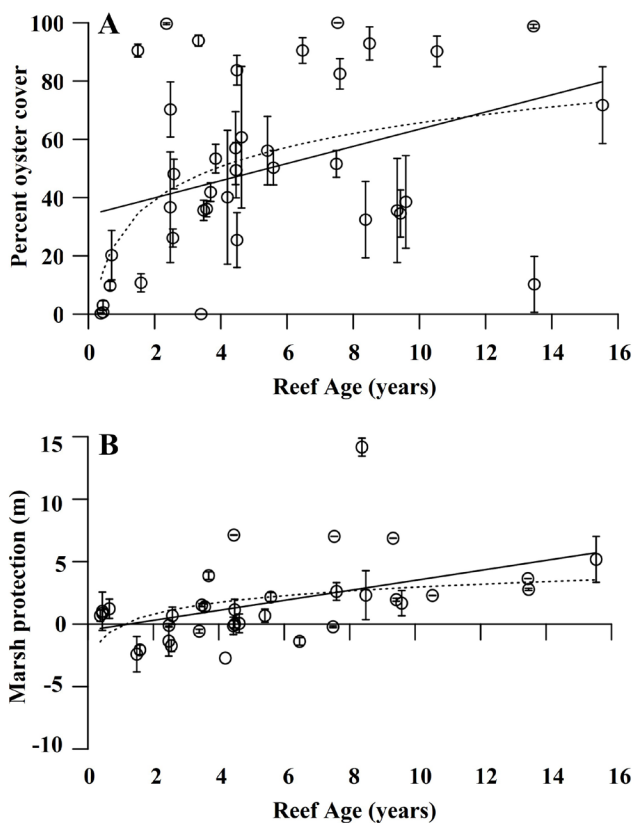 A
100
80
60
40
20
0
Percent oyster cover
0 2 4 6 8 10 12 14 16
Reef Age (years)
B
15
10
5
0
-5
-10
Marsh protection (m)
0 2 4 6 8 10 12 14 16
Reef Age (years)